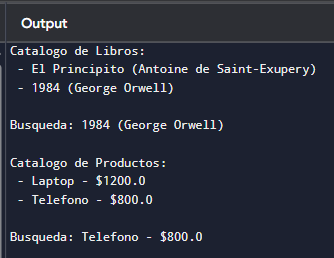 Output
Catalogo de Libros:
- El Principito (Antoine de Saint-Exupery)
- 1984 (George Orwell)
Busqueda: 1984 (George Orwell)
Catalogo de Productos:
- Laptop - $1200.0
- Telefono - $800.0
Busqueda: Telefono - $800.0